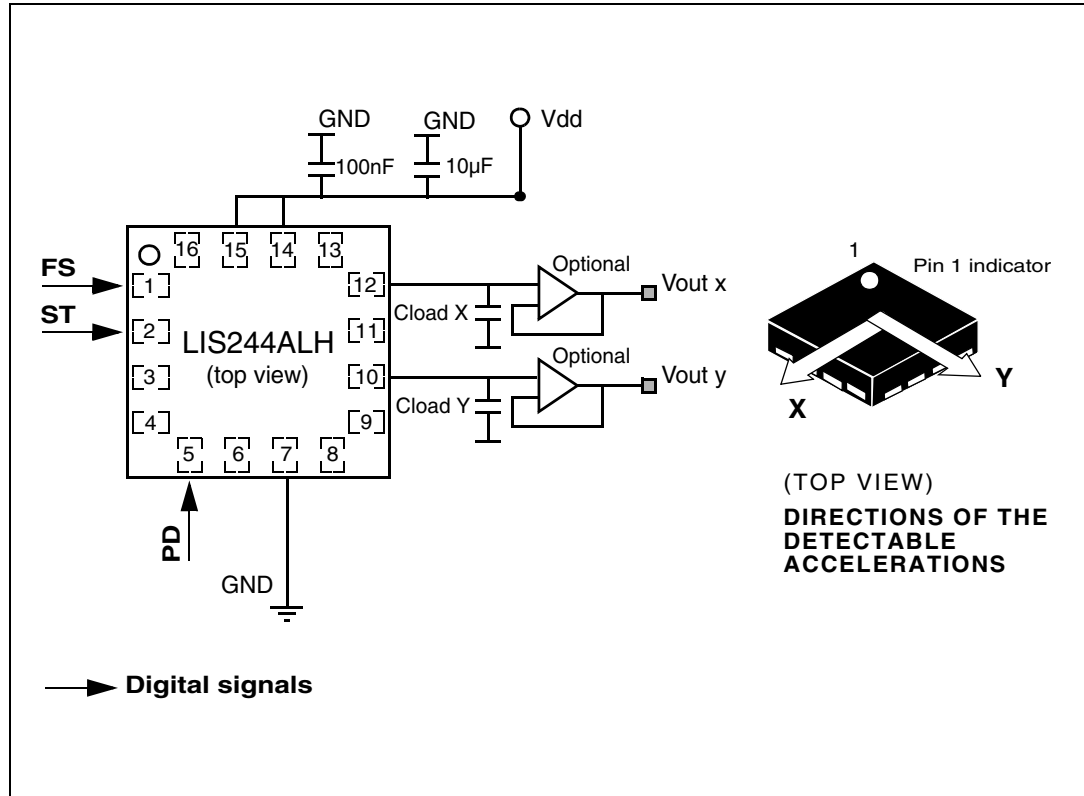 GND
GND
Vdd
100nF
10µF
16
15
14
13
FS
1
12
Optional
Vout x
ST
2
Cload X
11
LIS244ALH
(top view)
3
10
Optional
Vout y
Cload Y
4
9
5
6
7
8
PD
GND
Digital signals
1
Pin 1 indicator
X
Y
(TOP VIEW)
DIRECTIONS OF THE
DETECTABLE
ACCELERATIONS